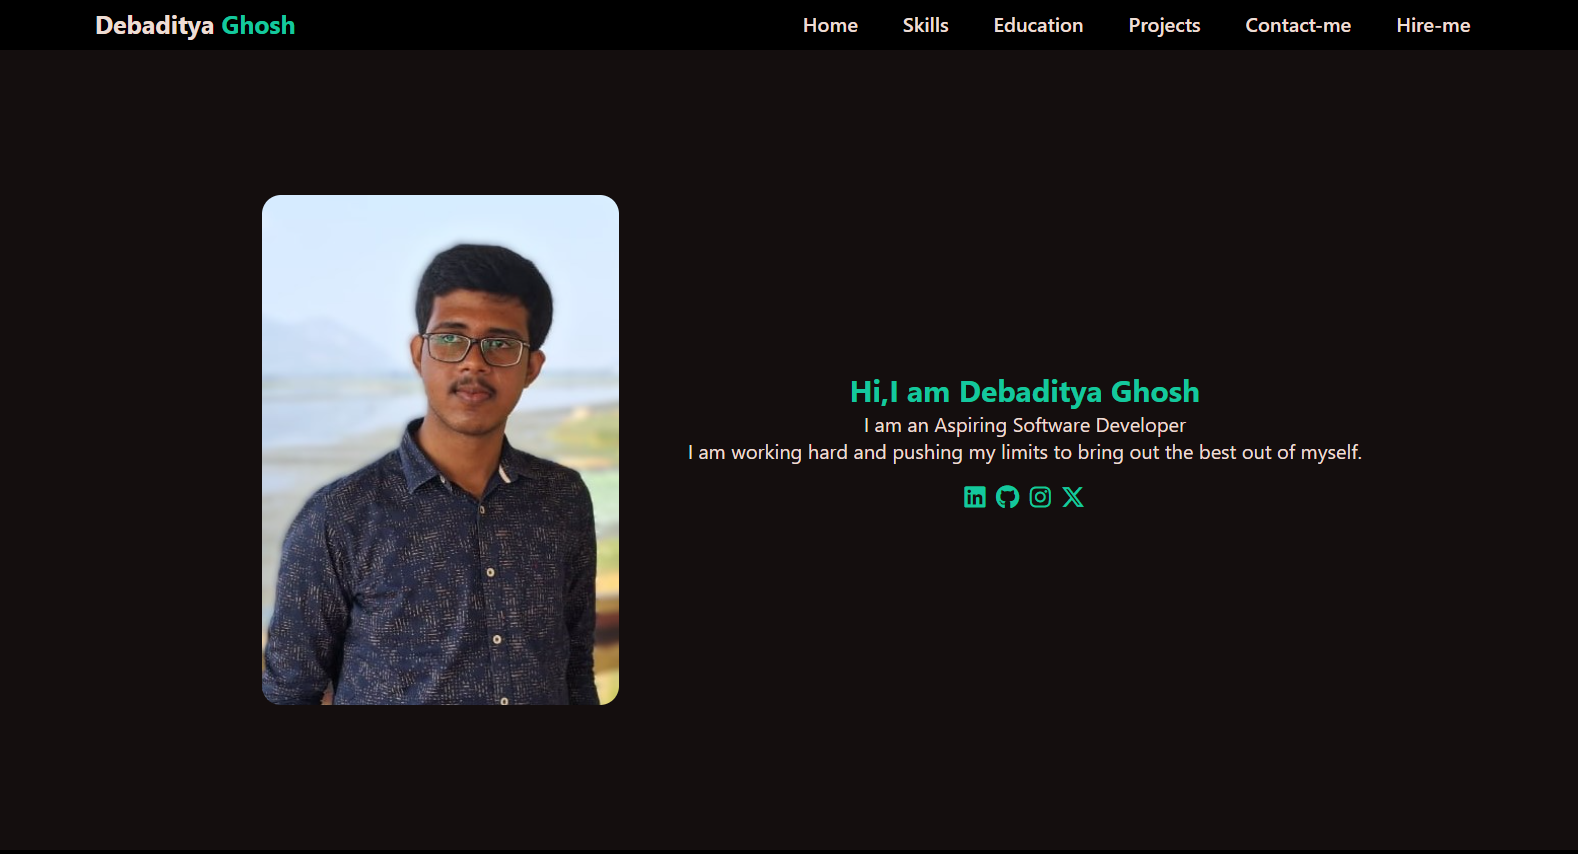 Debaditya Ghosh
Home Skills Education Projects Contact-me Hire-me
Hi,I am Debaditya Ghosh
I am an Aspiring Software Developer
I am working hard and pushing my limits to bring out the best out of myself.